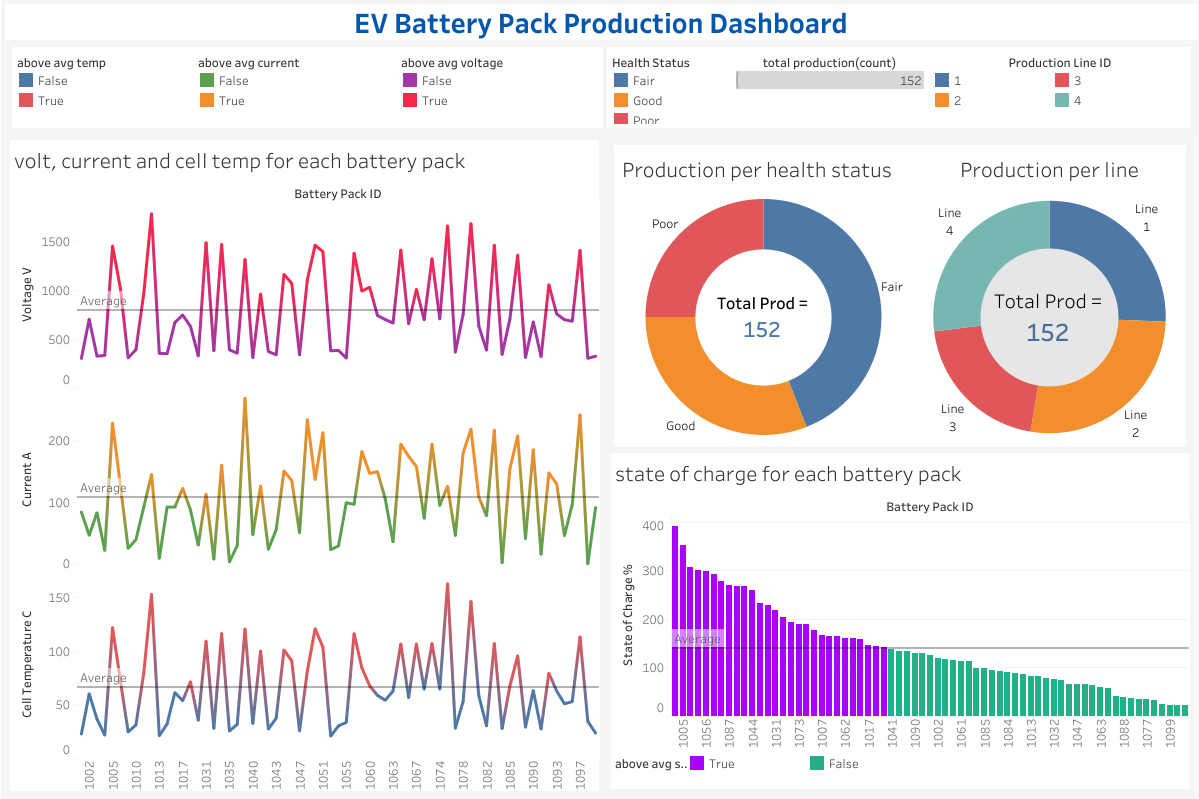 EV Battery Pack Production Dashboard
above avg temp
False
True
above avg current
False
True
above avg voltage
False
True
Health Status
Fair
Good
Poor
total production(count)
152
1
2
Production Line ID
3
4
volt, current and cell temp for each battery pack
Battery Pack ID
Voltage V
1500
1000
500
0
Average
Current A
200
100
0
Average
Cell Temperature C
150
100
50
0
Average
1002
1005
1010
1013
1017
1031
1035
1040
1043
1047
1051
1055
1060
1063
1067
1074
1078
1082
1085
1090
1093
1097
Production per health status
Poor
Fair
Good
Total Prod =
152
Production per line
Line
1
Line
2
Line
3
Line
4
Total Prod =
152
state of charge for each battery pack
Battery Pack ID
State of Charge %
400
300
200
100
0
Average
1005
1056
1087
1044
1031
1073
1007
1062
1017
1041
1090
1002
1061
1085
1084
1013
1047
1063
1088
1077
1099
above avg s..
True
False